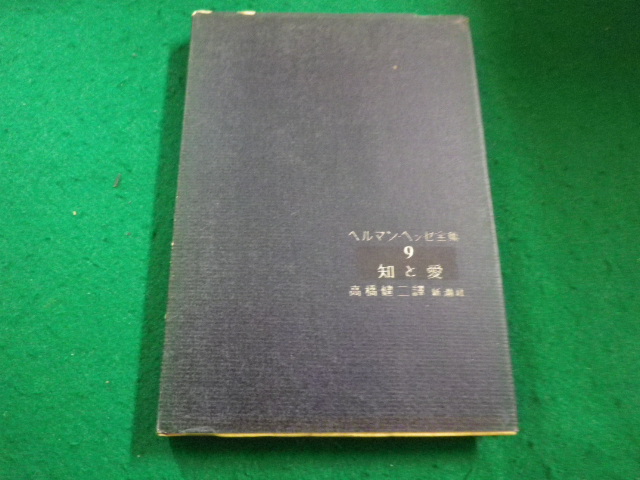 ヘルマン・ヘッセ全集
9
知と愛
高橋健二譯 新潮社